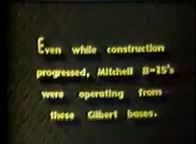 Even while construction
progressed, Mitchell B-25's
were operating from
these Gilbert bases.